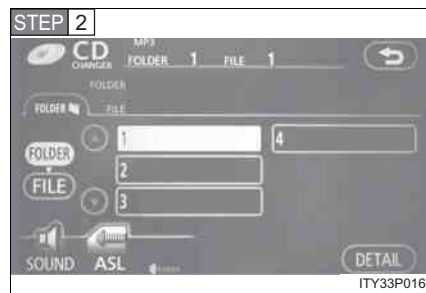 STEP 2
CD CHANGER
MP3
FOLDER 1 FILE 1
FOLDER
FOLDER FILE
1 4
FOLDER 2
FILE 3
SOUND ASL DETAIL
ITY33P016